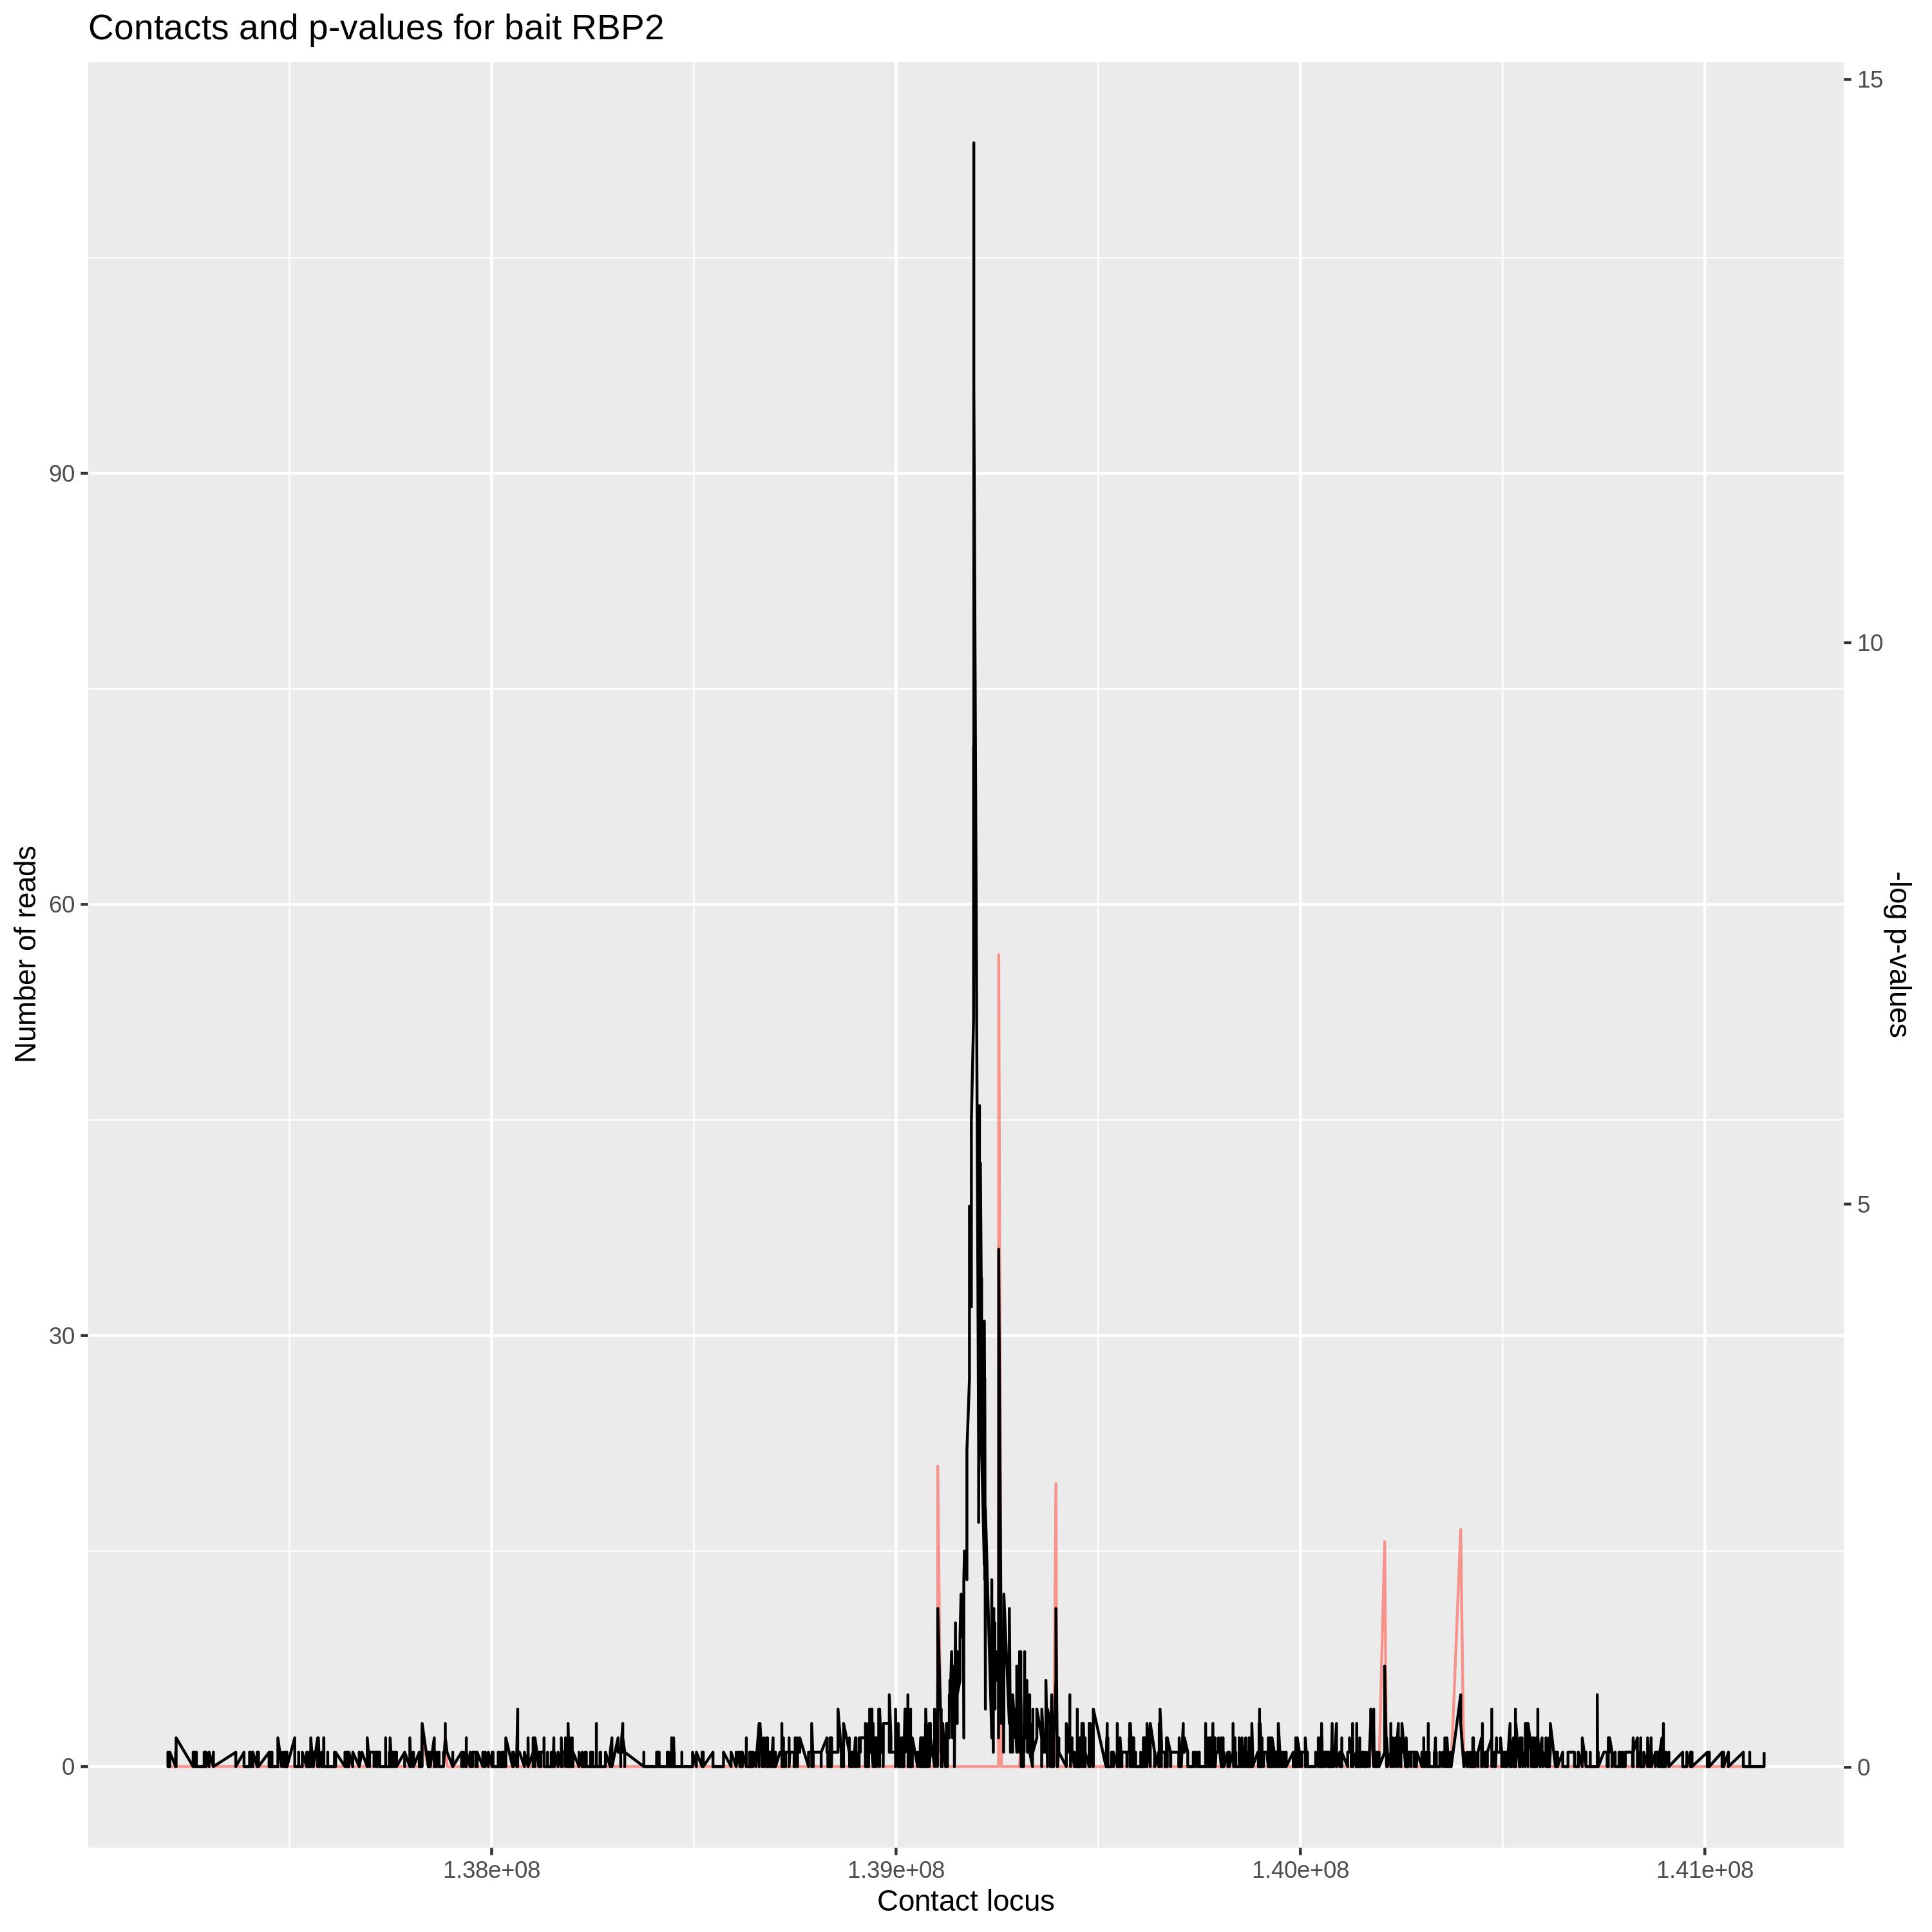 Contacts and p-values for bait RBP2
15
90
10
60
5
30
0
0
Number of reads
-log p-values
1.38e+08
1.39e+08
1.40e+08
1.41e+08
Contact locus